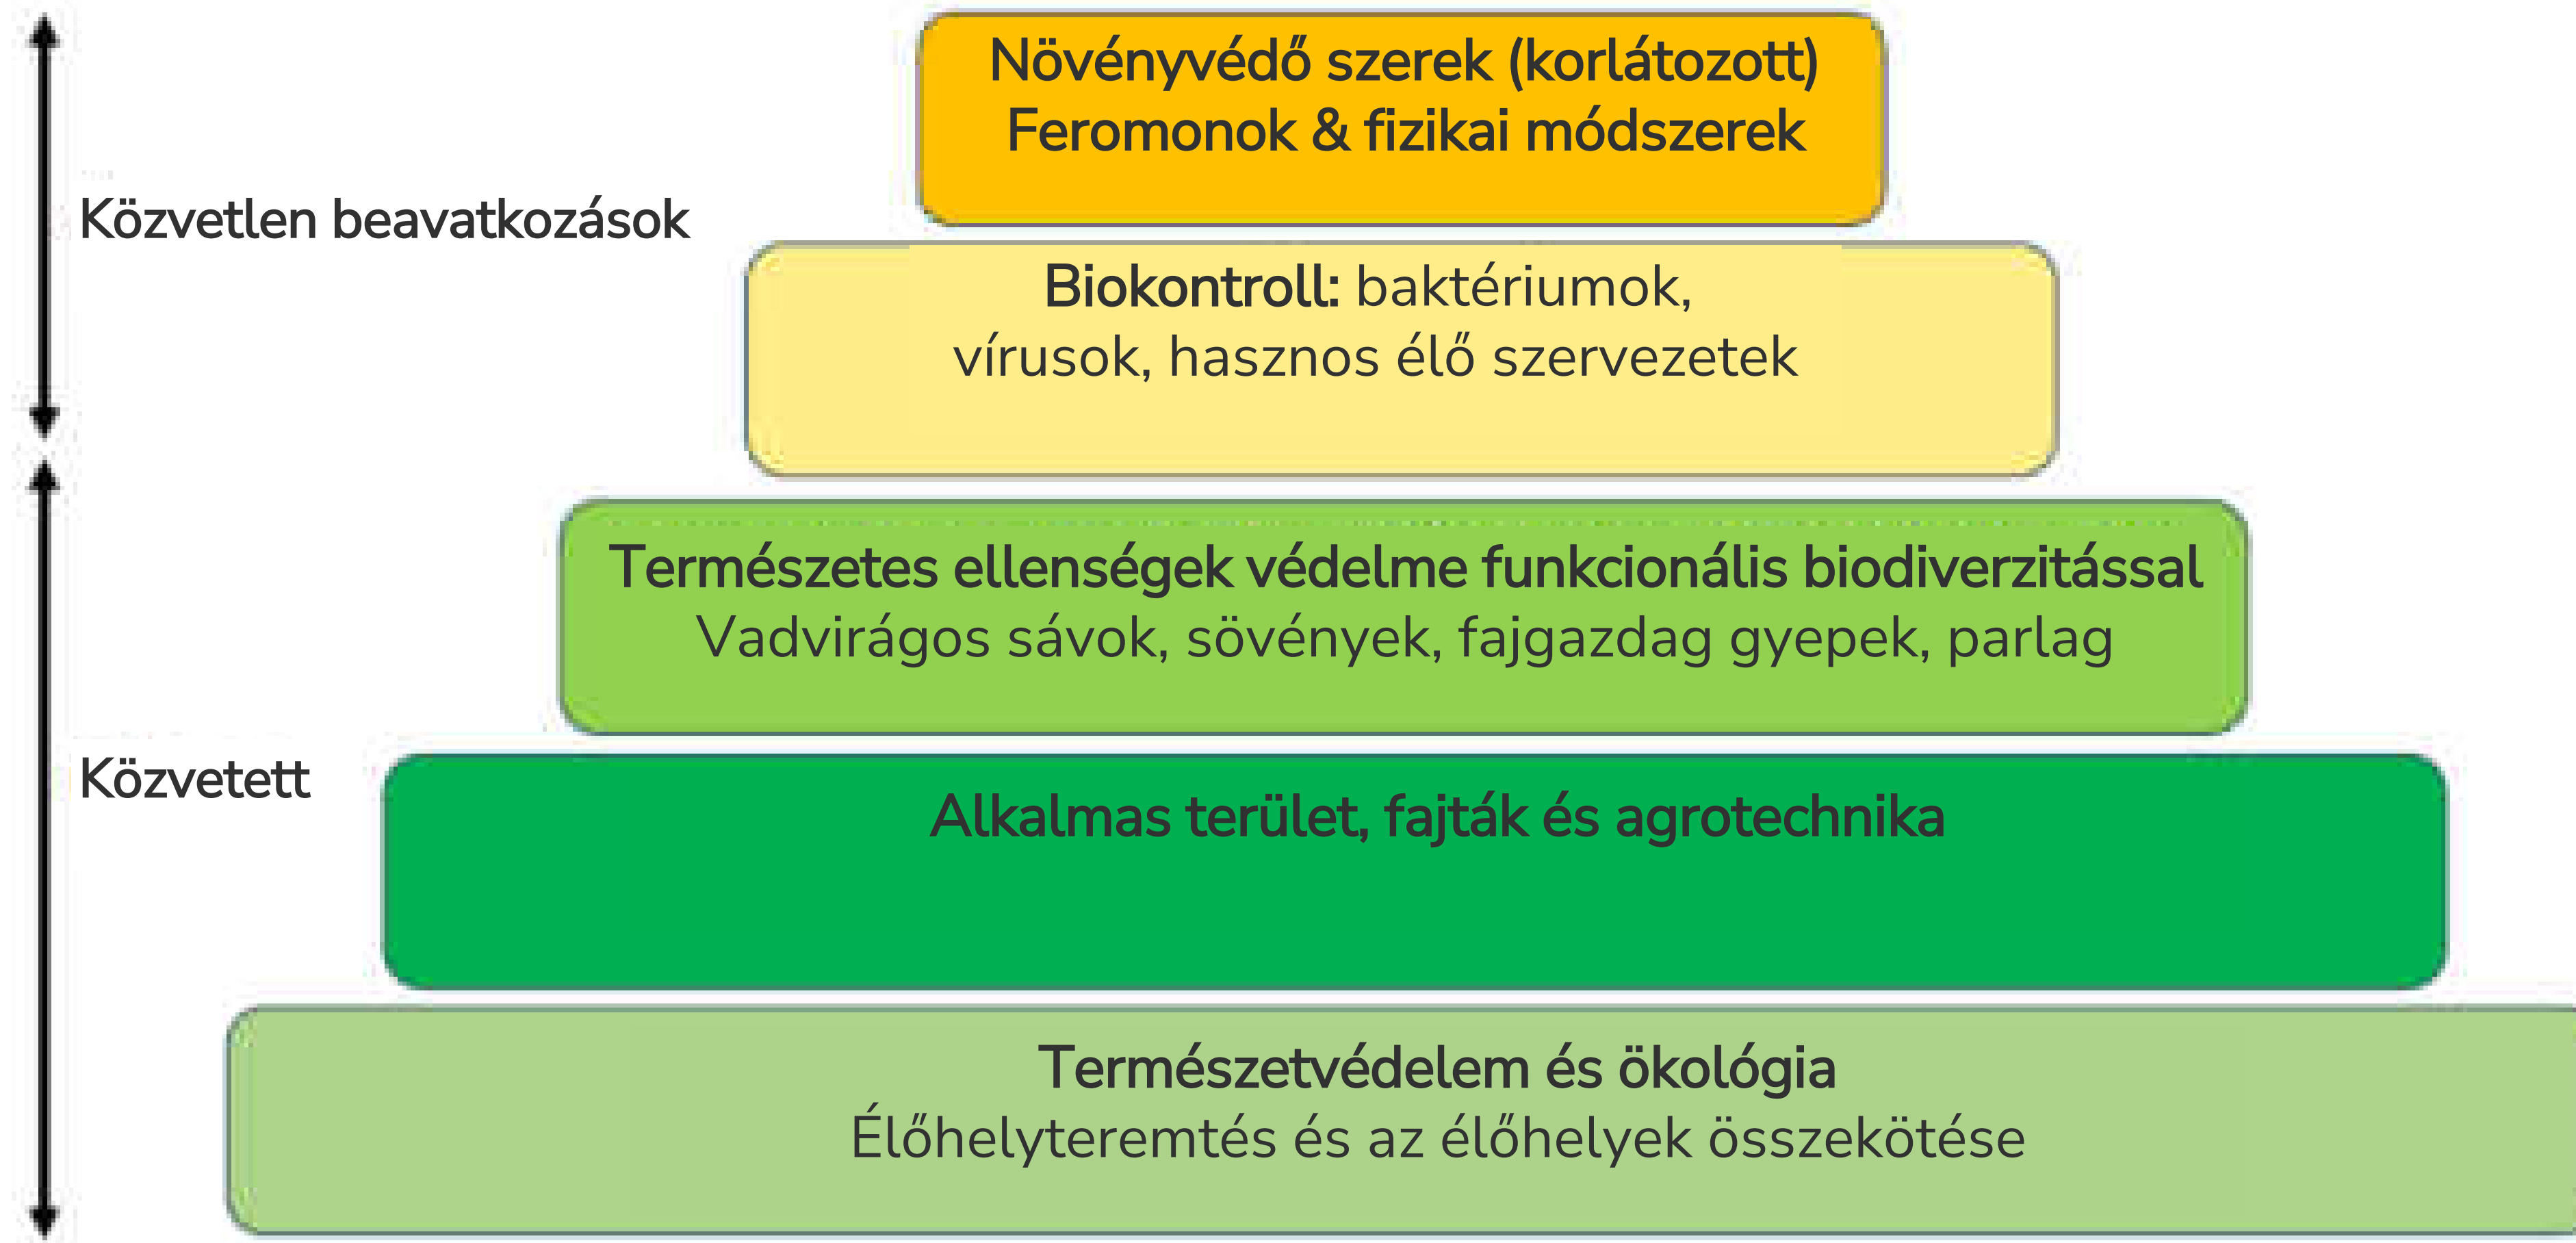 Növényvédő szerek (korlátozott)
Feromonok & fizikai módszerek
Közvetlen beavatkozások
Biokontroll: baktériumok,
vírusok, hasznos élő szervezetek
Természetes ellenségek védelme funkcionális biodiverzitással
Vadvirágos sávok, sövények, fajgazdag gyepek, parlag
Közvetett
Alkalmas terület, fajták és agrotechnika
Természetvédelem és ökológia
Élőhelyteremtés és az élőhelyek összekötése